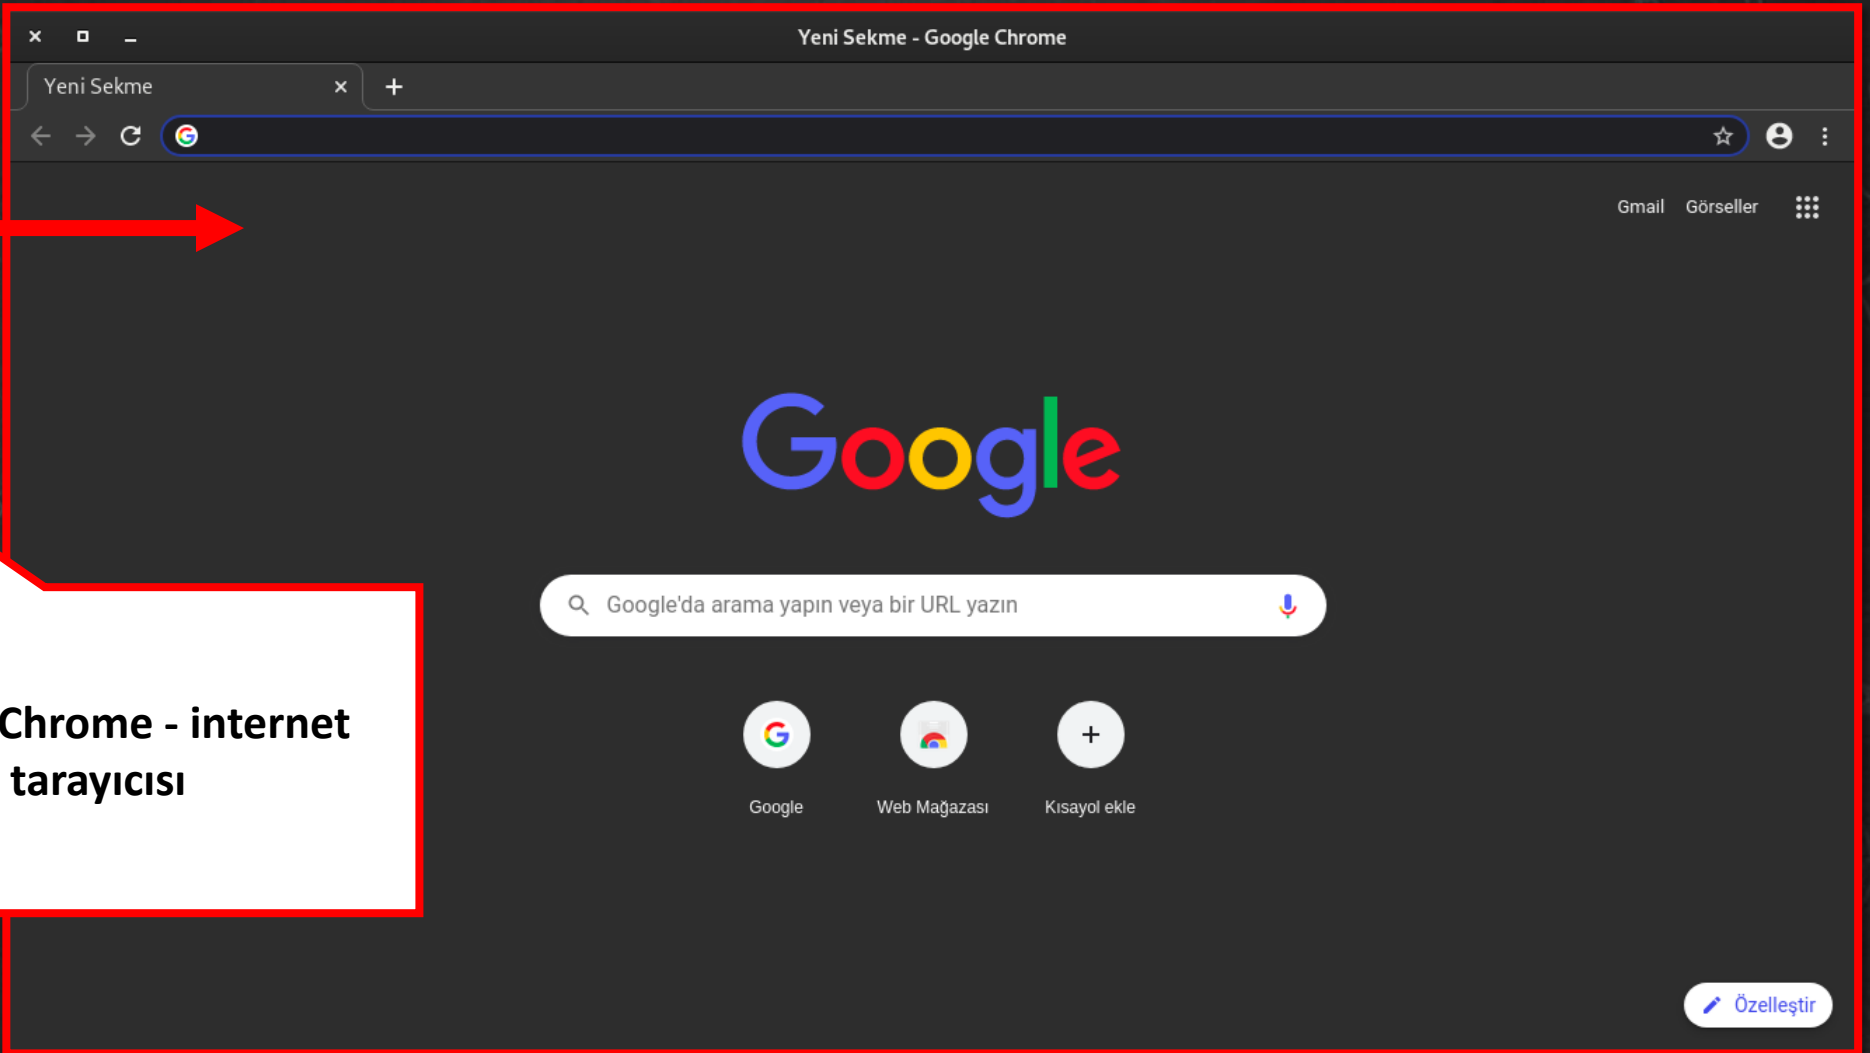 Yeni Sekme - Google Chrome
Yeni Sekme
Gmail Görseller
Google
Google'da arama yapın veya bir URL yazın
Chrome - internet
tarayıcısı
Google Web Mağazası Kısayol ekle
Özelleştir